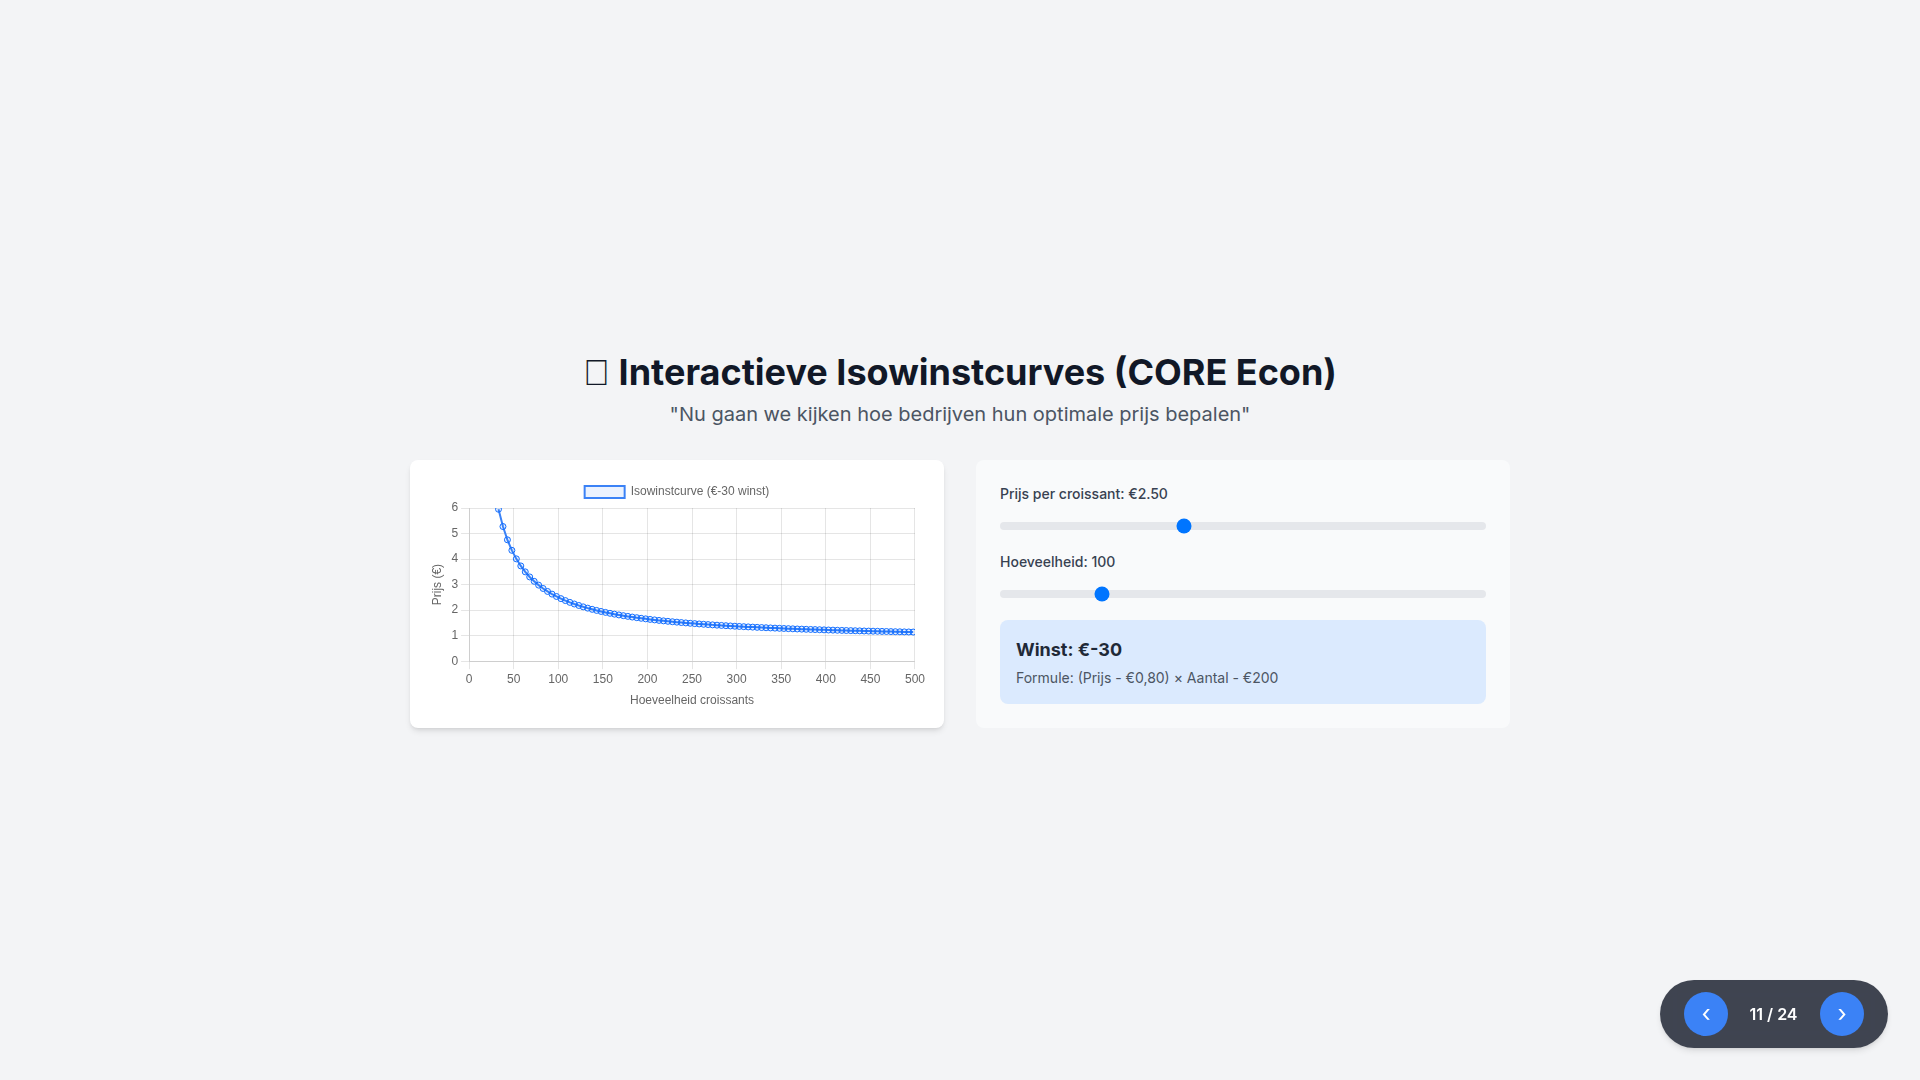 Interactieve Isowinstcurves (CORE Econ)
"Nu gaan we kijken hoe bedrijven hun optimale prijs bepalen"
Isowinstcurve (€-30 winst)
6
5
4
3
2
1
0
Prijs (€)
0 50 100 150 200 250 300 350 400 450 500
Hoeveelheid croissants
Prijs per croissant: €2.50
Hoeveelheid: 100
Winst: €-30
Formule: (Prijs - €0,80) × Aantal - €200
‹ 11 / 24 ›